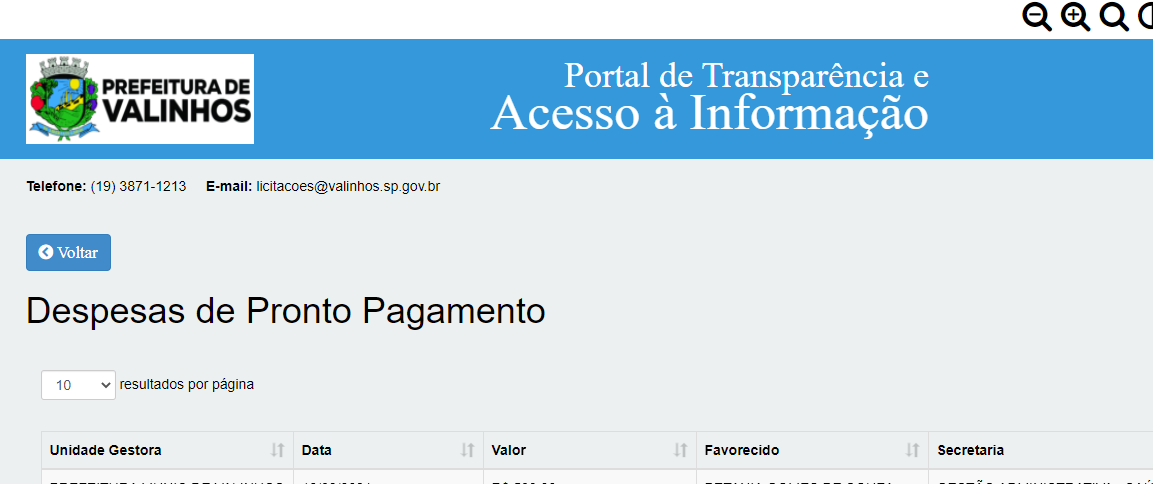 PREFEITURA DE
VALINHOS
Portal de Transparência e
Acesso à Informação
Telefone: (19) 3871-1213 E-mail: licitacoes@valinhos.sp.gov.br
Voltar
Despesas de Pronto Pagamento
10 resultados por página
Unidade Gestora Data Valor Favorecido Secretaria